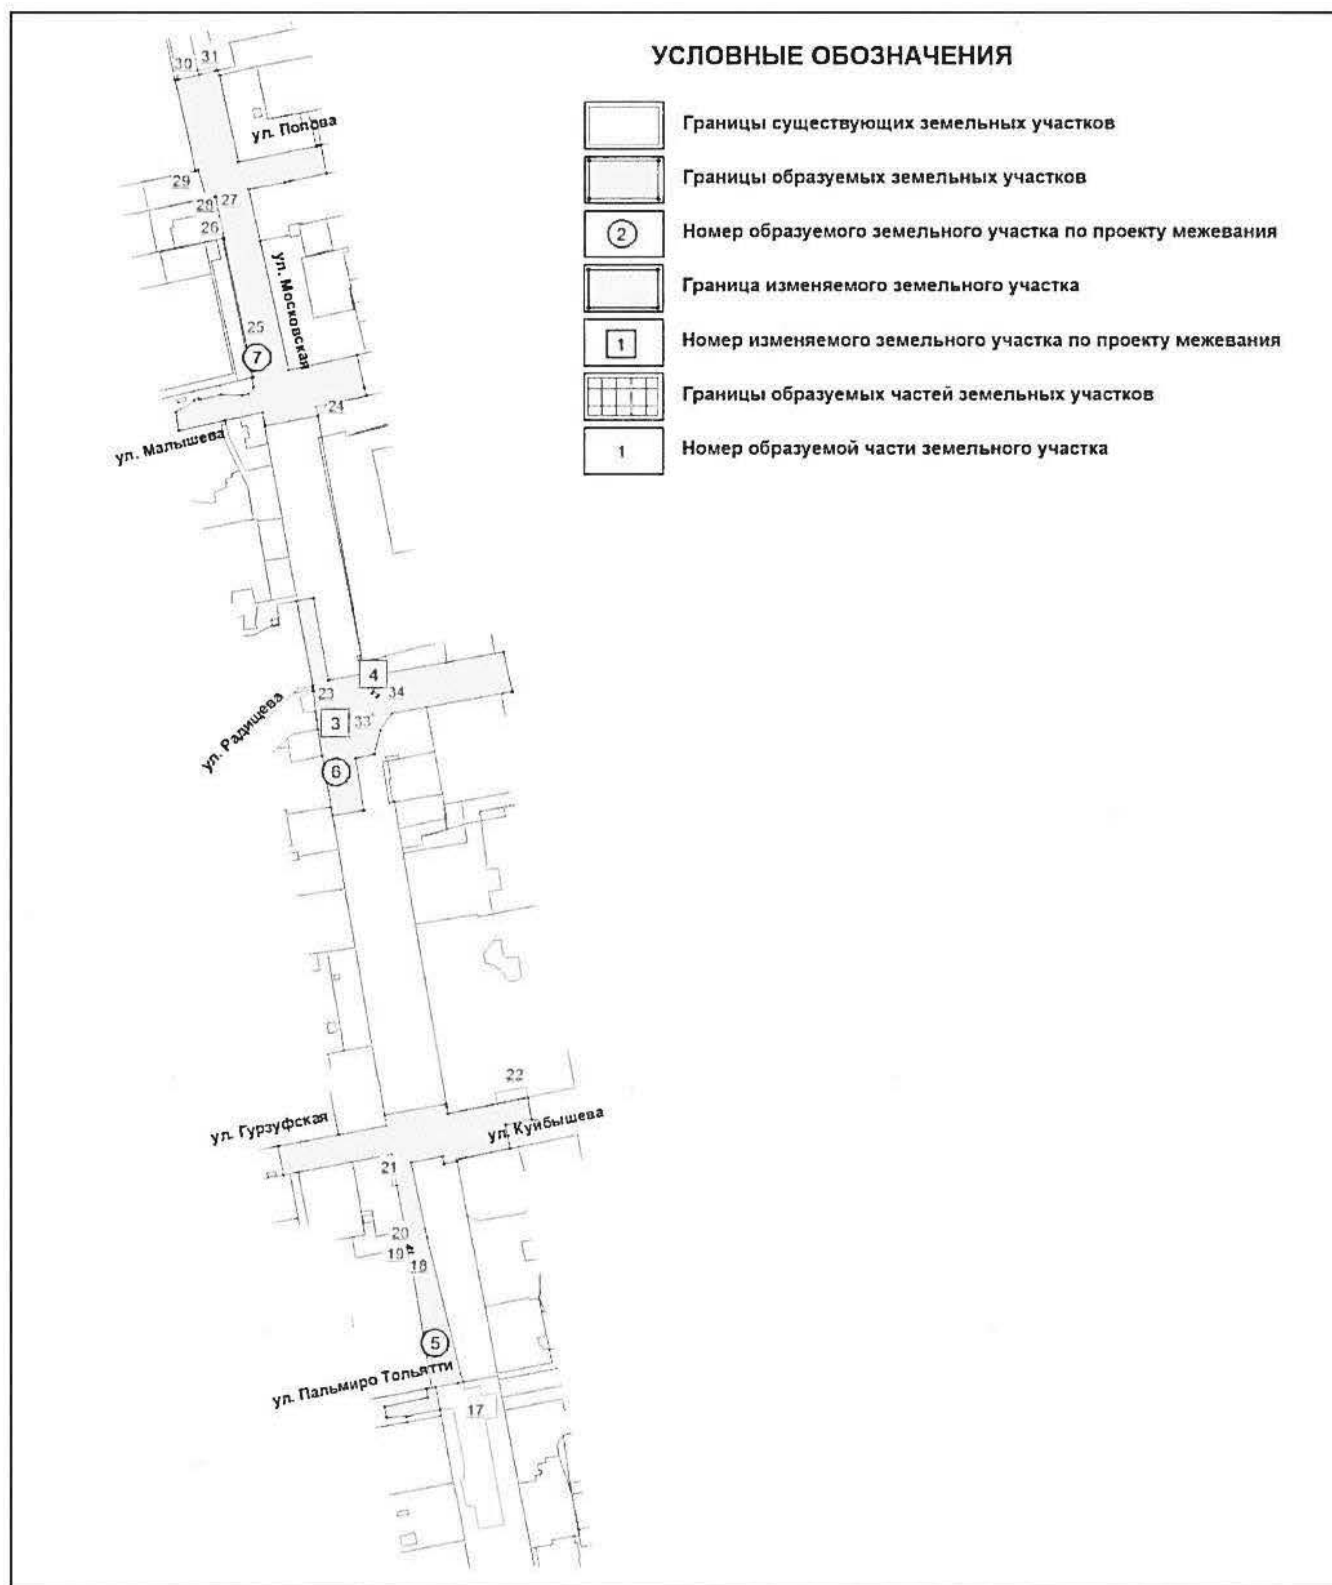 УСЛОВНЫЕ ОБОЗНАЧЕНИЯ
Границы существующих земельных участков
Границы образуемых земельных участков
2 Номер образуемого земельного участка по проекту межевания
Граница изменяемого земельного участка
1 Номер изменяемого земельного участка по проекту межевания
Границы образуемых частей земельных участков
1 Номер образуемой части земельного участка
30 31
ул. Попова
29
28 27
26
ул. Московская
25
7
24
ул. Малышева
4
23 34
3 33
ул. Радищева
6
22
ул. Гурзуфская
ул. Куйбышева
21
20
19
18
5
ул. Пальмиро Тольятти
17